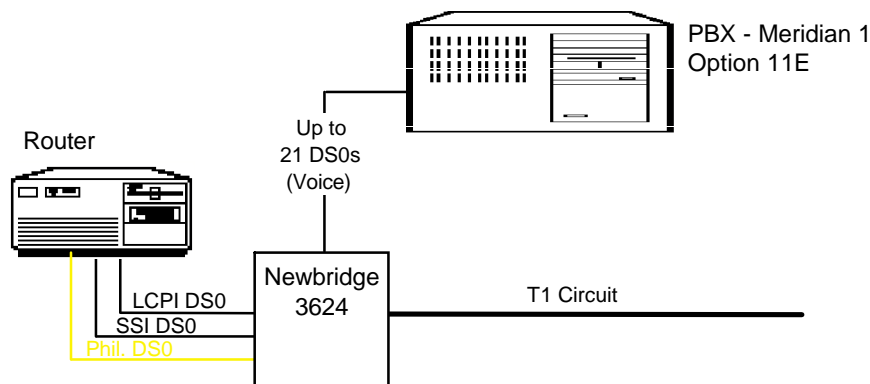 PBX - Meridian 1
Option 11E
Up to
21 DS0s
(Voice)
Router
Newbridge
3624
T1 Circuit
LCPI DS0
SSI DS0
Phil. DS0